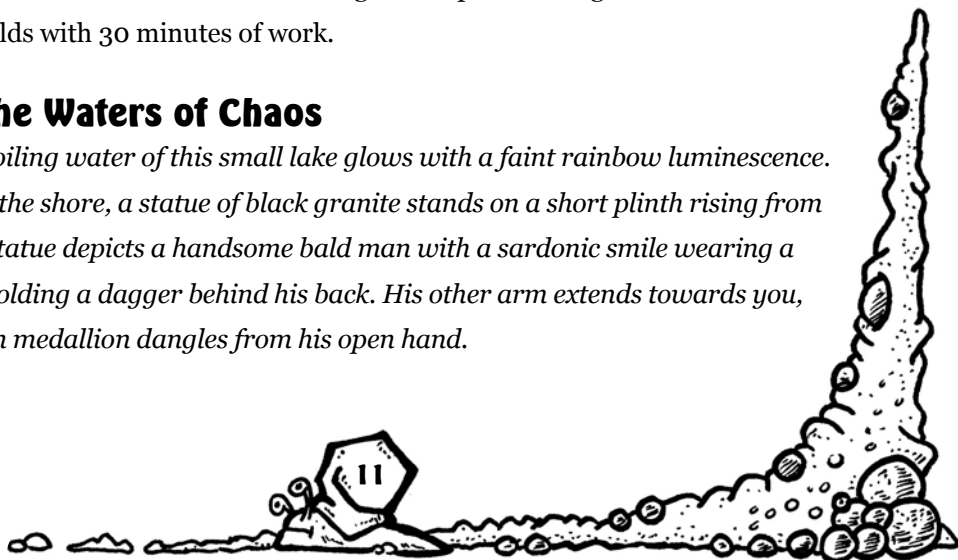 lds with 30 minutes of work.
he Waters of Chaos
oiling water of this small lake glows with a faint rainbow luminescence.
the shore, a statue of black granite stands on a short plinth rising from
tatue depicts a handsome bald man with a sardonic smile wearing a
olding a dagger behind his back. His other arm extends towards you,
n medallion dangles from his open hand.
11